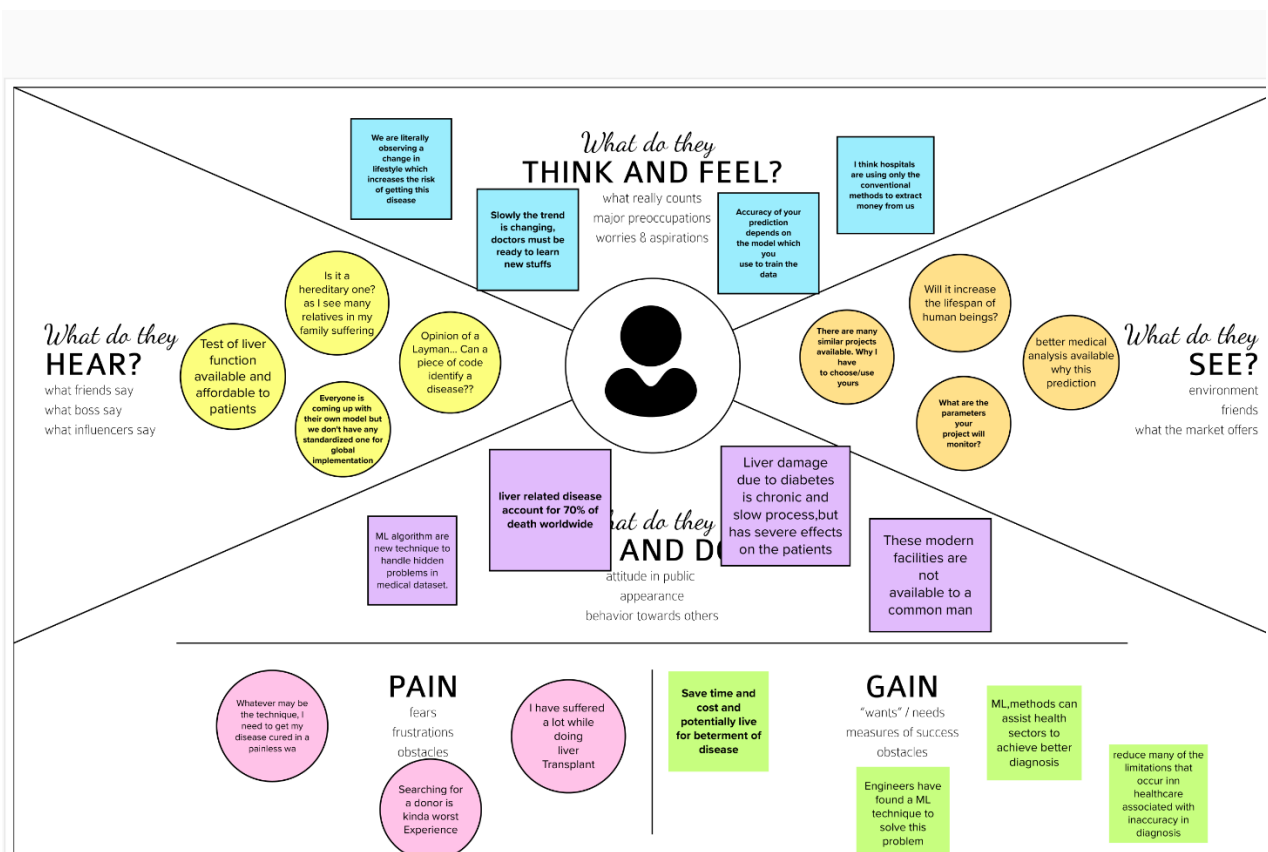 We are literally
observing a
change in
lifestyle which
increases the risk
of getting this
disease
Slowly the trend
is changing,
doctors must be
ready to learn
new stuffs
What do they
THINK AND FEEL?
what really counts
major preoccupations
worries & aspirations
Accuracy of your
prediction
depends on
the model which
you
use to train the
data
I think hospitals
are using only the
conventional
methods to extract
money from us
What do they
HEAR?
what friends say
what boss say
what influencers say
Is it a
hereditary one?
as I see many
relatives in my
family suffering
Test of liver
function
available and
affordable to
patients
Opinion of a
Layman... Can a
piece of code
identify a
disease??
Everyone is
coming up with
their own model but
we don't have any
standardized one for
global
implementation
There are many
similar projects
available. Why I
have
to choose/use
yours
Will it increase
the lifespan of
human beings?
better medical
analysis available
why this
prediction
What are the
parameters
your
project will
monitor?
What do they
SEE?
environment
friends
what the market offers
ML algorithm are
new technique to
handle hidden
problems in
medical dataset.
liver related disease
account for 70% of
death worldwide
hat do they
AND DO
attitude in public
appearance
behavior towards others
Liver damage
due to diabetes
is chronic and
slow process,but
has severe effects
on the patients
These modern
facilities are
not
available to a
common man
Whatever may be
the technique, I
need to get my
disease cured in a
painless wa
PAIN
fears
frustrations
obstacles
Searching for
a donor is
kinda worst
Experience
I have suffered
a lot while
doing
liver
Transplant
Save time and
cost and
potentially live
for beterment of
disease
GAIN
"wants" / needs
measures of success
obstacles
Engineers have
found a ML
technique to
solve this
problem
ML,methods can
assist health
sectors to
achieve better
diagnosis
reduce many of the
limitations that
occur inn
healthcare
associated with
inaccuracy in
diagnosis